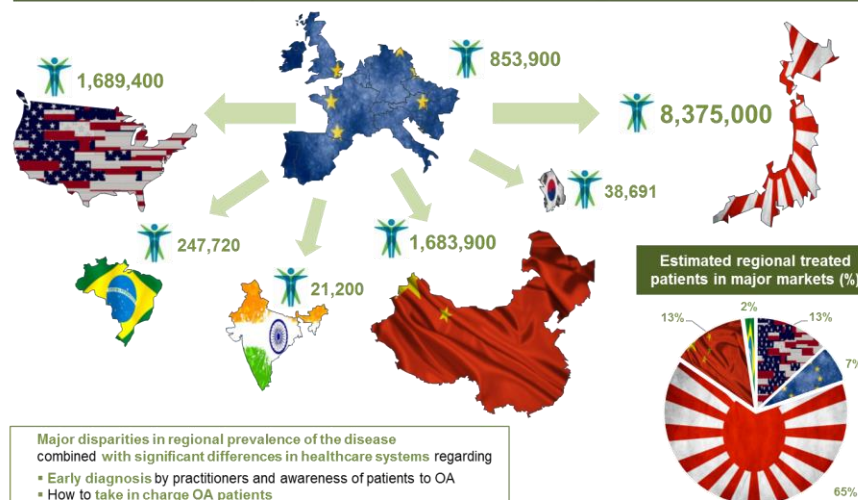 853,900
1,689,400
8,375,000
38,691
247,720
1,683,900
21,200
Estimated regional treated
patients in major markets (%)
2%
13%
13%
7%
65%
Major disparities in regional prevalence of the disease
combined with significant differences in healthcare systems regarding
▪ Early diagnosis by practitioners and awareness of patients to OA
▪ How to take in charge OA patients